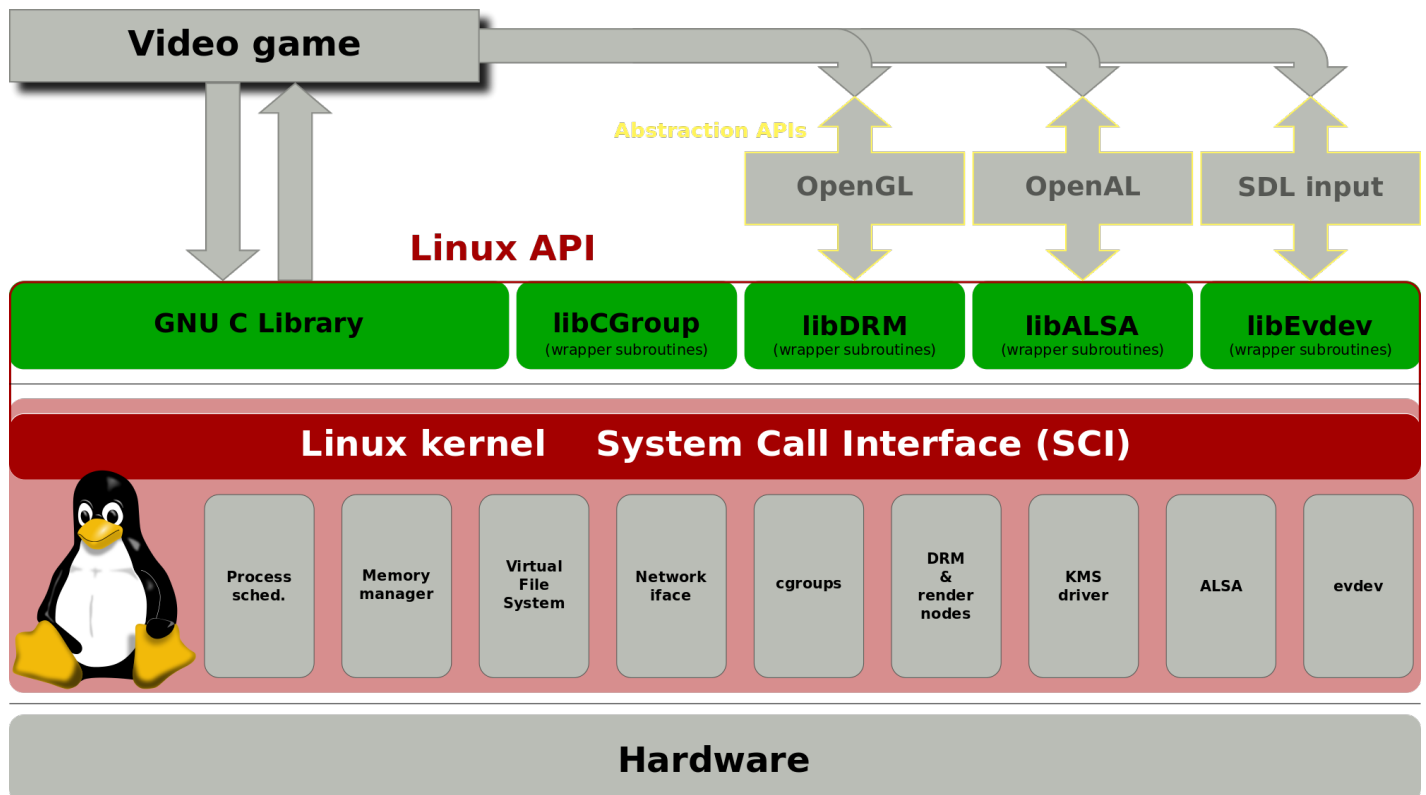 Video game
Abstraction APIs
OpenGL
OpenAL
SDL input
Linux API
GNU C Library
libCGroup
(wrapper subroutines)
libDRM
(wrapper subroutines)
libALSA
(wrapper subroutines)
libEvdev
(wrapper subroutines)
Linux kernel System Call Interface (SCI)
Process
sched.
Memory
manager
Virtual
File
System
Network
iface
cgroups
DRM
&
render
nodes
KMS
driver
ALSA
evdev
Hardware